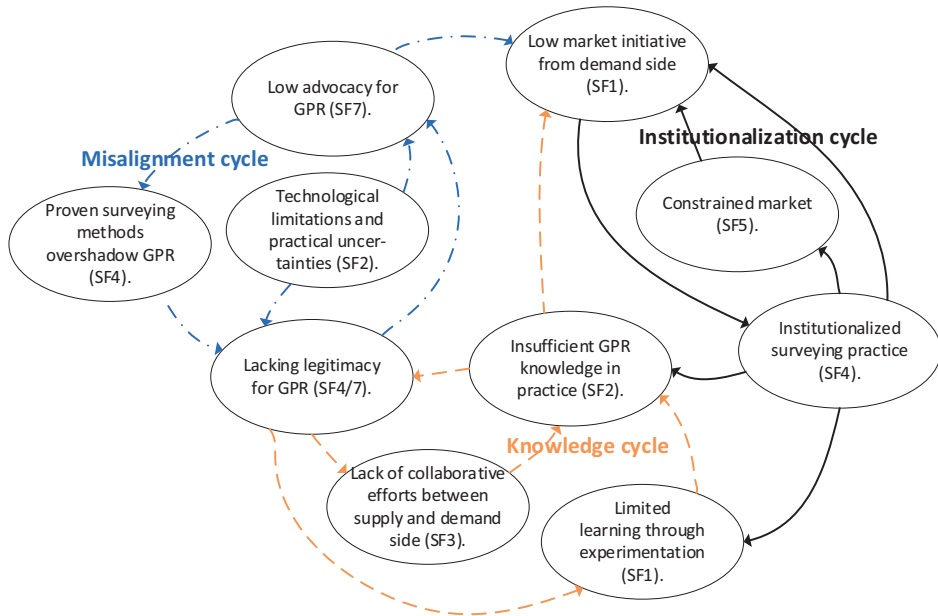 Low market initiative
from demand side
(SF1).
Low advocacy for
GPR (SF7).
Institutionalization cycle
Misalignment cycle
Technological
limitations and
practical uncer-
tainties (SF2).
Constrained market
(SF5).
Proven surveying
methods
overshadow GPR
(SF4).
Institutionalized
surveying practice
(SF4).
Insufficient GPR
knowledge in
practice (SF2).
Lacking legitimacy
for GPR (SF4/7).
Knowledge cycle
Lack of collaborative
efforts between
supply and demand
side (SF3).
Limited
learning through
experimentation
(SF1).